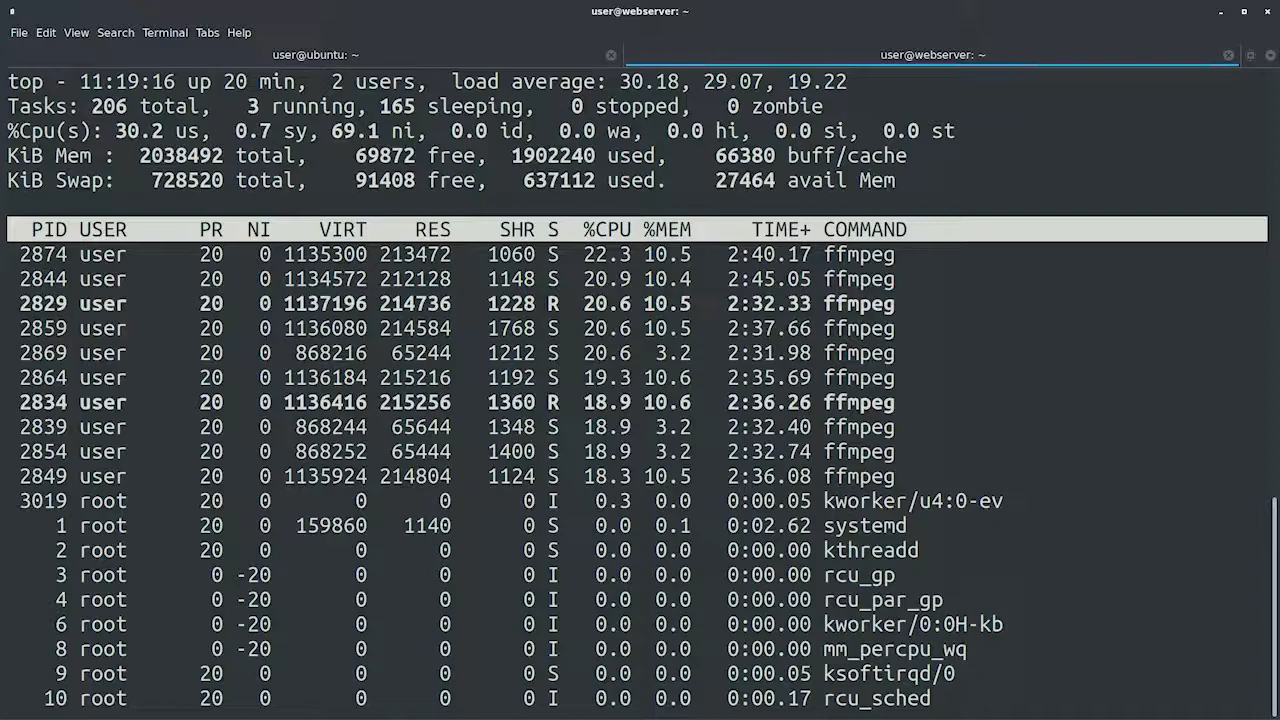 user@webserver: ~
File Edit View Search Terminal Tabs Help
user@ubuntu: ~ user@webserver: ~
top - 11:19:16 up 20 min,  2 users,  load average: 30.18, 29.07, 19.22
Tasks: 206 total,   3 running, 165 sleeping,   0 stopped,   0 zombie
%Cpu(s): 30.2 us,  0.7 sy, 69.1 ni,  0.0 id,  0.0 wa,  0.0 hi,  0.0 si,  0.0 st
KiB Mem :  2038492 total,    69872 free,  1902240 used,    66380 buff/cache
KiB Swap:   728520 total,    91408 free,   637112 used.    27464 avail Mem
PID USER      PR  NI    VIRT    RES    SHR S  %CPU %MEM     TIME+ COMMAND
2874 user      20   0 1135300 213472   1060 S  22.3 10.5   2:40.17 ffmpeg
2844 user      20   0 1134572 212128   1148 S  20.9 10.4   2:45.05 ffmpeg
2829 user      20   0 1137196 214736   1228 R  20.6 10.5   2:32.33 ffmpeg
2859 user      20   0 1136080 214584   1768 S  20.6 10.5   2:37.66 ffmpeg
2869 user      20   0  868216  65244   1212 S  20.6  3.2   2:31.98 ffmpeg
2864 user      20   0 1136184 215216   1192 S  19.3 10.6   2:35.69 ffmpeg
2834 user      20   0 1136416 215256   1360 R  18.9 10.6   2:36.26 ffmpeg
2839 user      20   0  868244  65644   1348 S  18.9  3.2   2:32.40 ffmpeg
2854 user      20   0  868252  65444   1400 S  18.9  3.2   2:32.74 ffmpeg
2849 user      20   0 1135924 214804   1124 S  18.3 10.5   2:36.08 ffmpeg
3019 root      20   0       0      0      0 I   0.3  0.0   0:00.05 kworker/u4:0-ev
1 root      20   0  159860   1140      0 S   0.0  0.1   0:02.62 systemd
2 root      20   0       0      0      0 S   0.0  0.0   0:00.00 kthreadd
3 root       0 -20       0      0      0 I   0.0  0.0   0:00.00 rcu_gp
4 root       0 -20       0      0      0 I   0.0  0.0   0:00.00 rcu_par_gp
6 root       0 -20       0      0      0 I   0.0  0.0   0:00.00 kworker/0:0H-kb
8 root       0 -20       0      0      0 I   0.0  0.0   0:00.00 mm_percpu_wq
9 root      20   0       0      0      0 S   0.0  0.0   0:00.05 ksoftirqd/0
10 root      20   0       0      0      0 I   0.0  0.0   0:00.17 rcu_sched